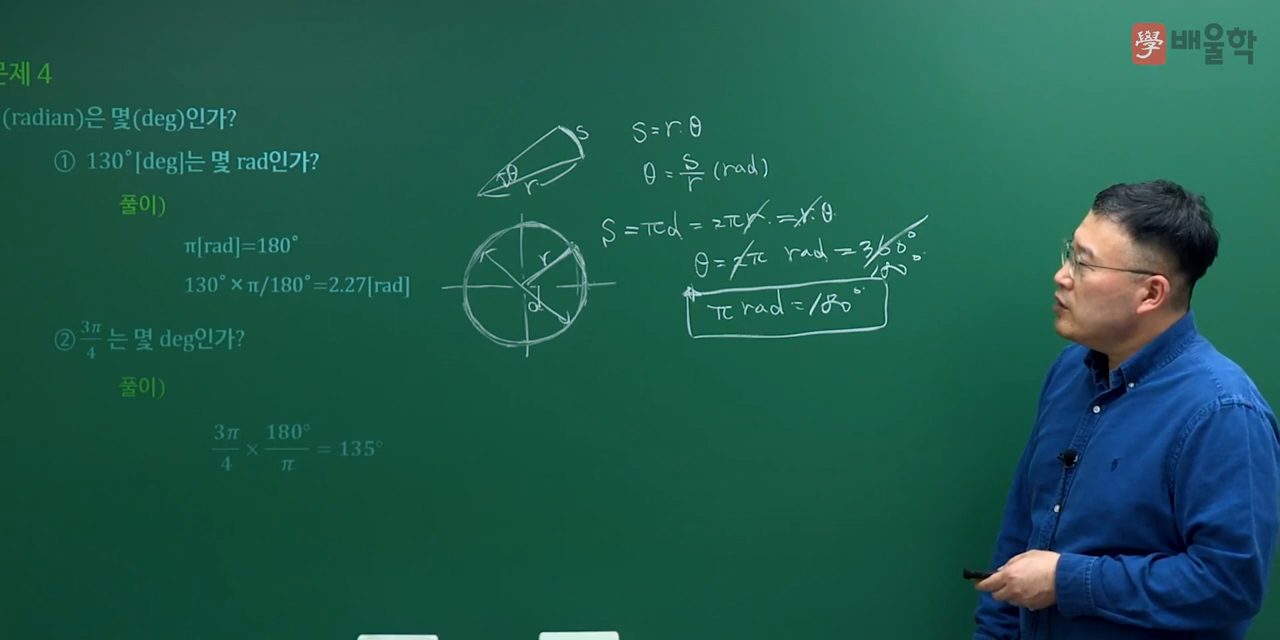 學 배울학
문제 4
(radian)은 몇(deg)인가?
① 130°[deg]는 몇 rad인가?
풀이)
π[rad]=180°
130°×π/180°=2.27[rad]
② 3π/4 는 몇 deg인가?
풀이)
3π/4 × 180°/π = 135°
S
θ
r
S = r·θ
θ = S/r (rad)
S = πd = 2πr = r·θ
θ = 2π rad = 360°
180°
π rad = 180°
r
d